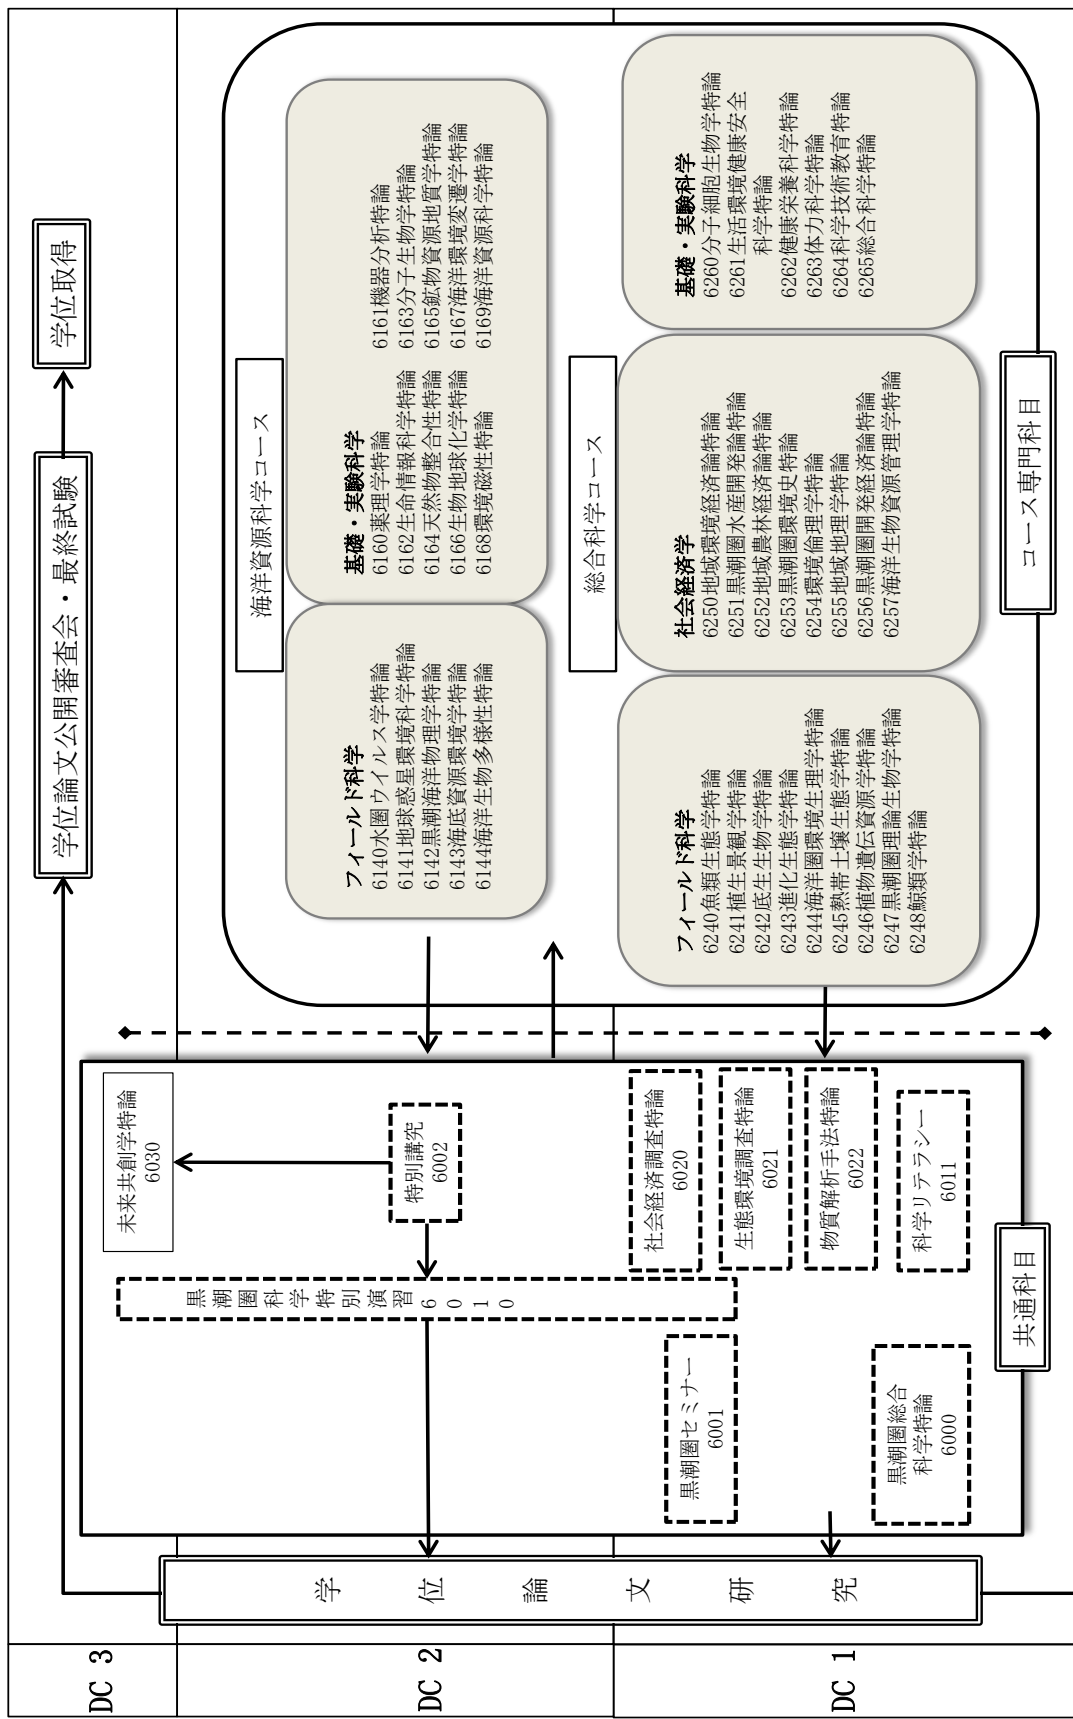 DC 3
DC 2
DC 1
学位論文公開審査会・最終試験
学位取得
学位論文研究
未来共創学特論
6030
特別講究
6002
黒潮圏科学特別演習6010
黒潮圏セミナー
6001
社会経済調査特論
6020
生態環境調査特論
6021
物質解析手法特論
6022
科学リテラシー
6011
黒潮圏総合
科学特論
6000
共通科目
海洋資源科学コース
フィールド科学
6140水圏ウイルス学特論
6141地球惑星環境科学特論
6142黒潮海洋物理学特論
6143海底資源環境学特論
6144海洋生物多様性特論
基礎・実験科学
6160薬理学特論
6161機器分析特論
6162生命情報科学特論
6163分子生物学特論
6164天然物整合性特論
6165鉱物資源地質学特論
6166生物地球化学特論
6167海洋環境変遷学特論
6168環境磁性特論
6169海洋資源科学特論
総合科学コース
フィールド科学
6240魚類生態学特論
6241植生景観学特論
6242底生生物学特論
6243進化生態学特論
6244海洋圏環境生理学特論
6245熱帯土壌生態学特論
6246植物遺伝資源学特論
6247黒潮圏理論生物学特論
6248鯨類学特論
社会経済学
6250地域環境経済論特論
6251黒潮圏水産開発論特論
6252地域農林経済論特論
6253黒潮圏環境史特論
6254環境倫理学特論
6255地域地理学特論
6256黒潮圏開発経済論特論
6257海洋生物資源管理学特論
基礎・実験科学
6260分子細胞生物学特論
6261生活環境健康安全
科学特論
6262健康栄養科学特論
6263体力科学特論
6264科学技術教育特論
6265総合科学特論
コース専門科目